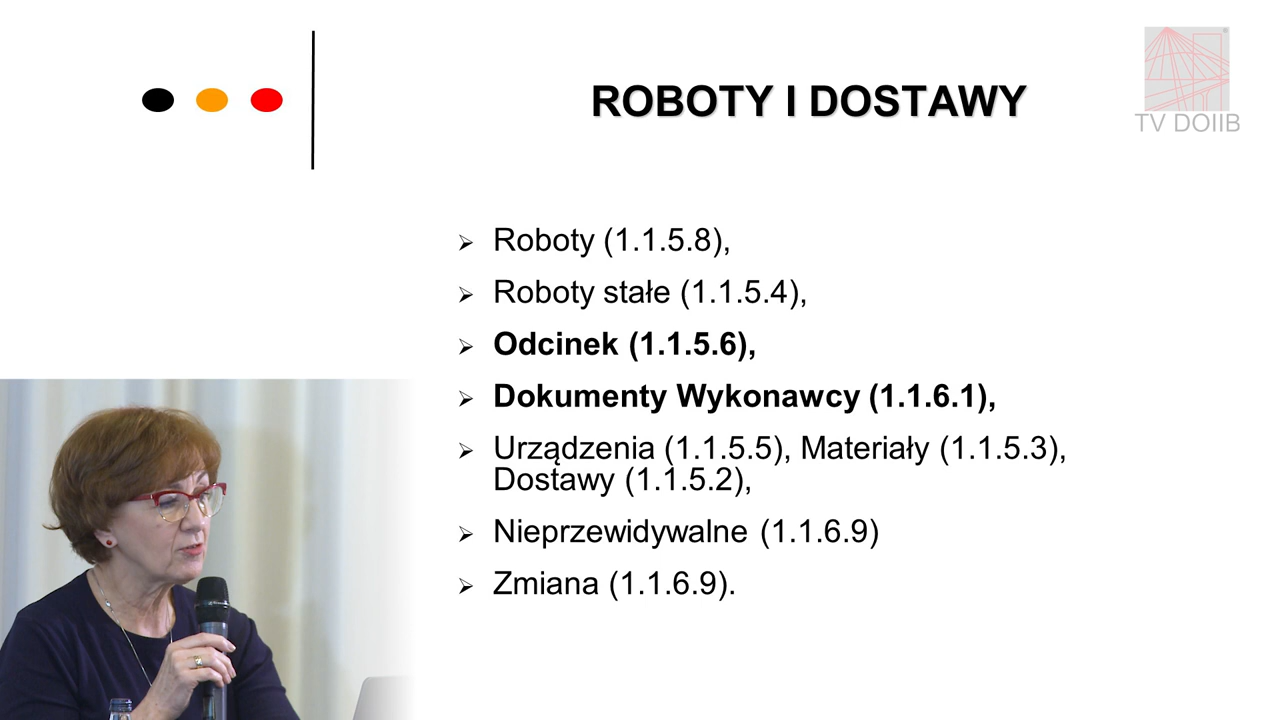 ROBOTY I DOSTAWY
TV DOIIB
Roboty (1.1.5.8),
Roboty stałe (1.1.5.4),
Odcinek (1.1.5.6),
Dokumenty Wykonawcy (1.1.6.1),
Urządzenia (1.1.5.5), Materiały (1.1.5.3),
Dostawy (1.1.5.2),
Nieprzewidywalne (1.1.6.9)
Zmiana (1.1.6.9).